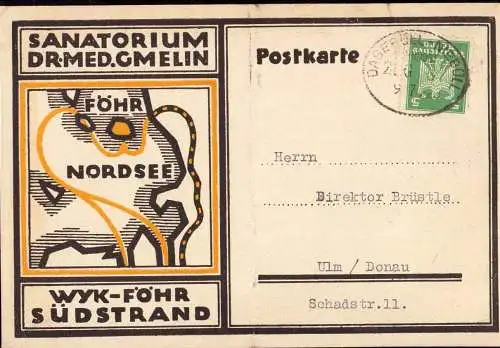 SANATORIUM
DR·MED·GMELIN
FÖHR
NORDSEE
WYK-FÖHR
SÜDSTRAND
Postkarte
Herrn
Direktor Brüstle
Ulm / Donau
Schadstr.11.